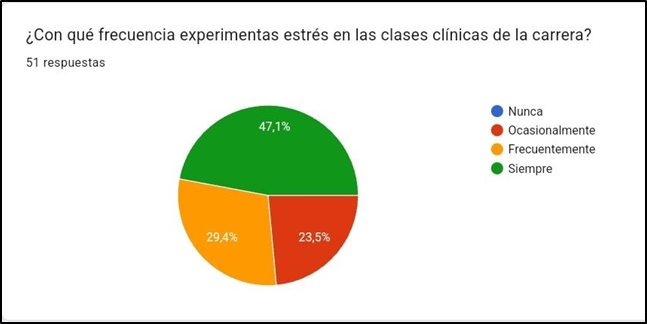 ¿Con qué frecuencia experimentas estrés en las clases clínicas de la carrera?
51 respuestas
47,1%
29,4%
23,5%
Nunca
Ocasionalmente
Frecuentemente
Siempre